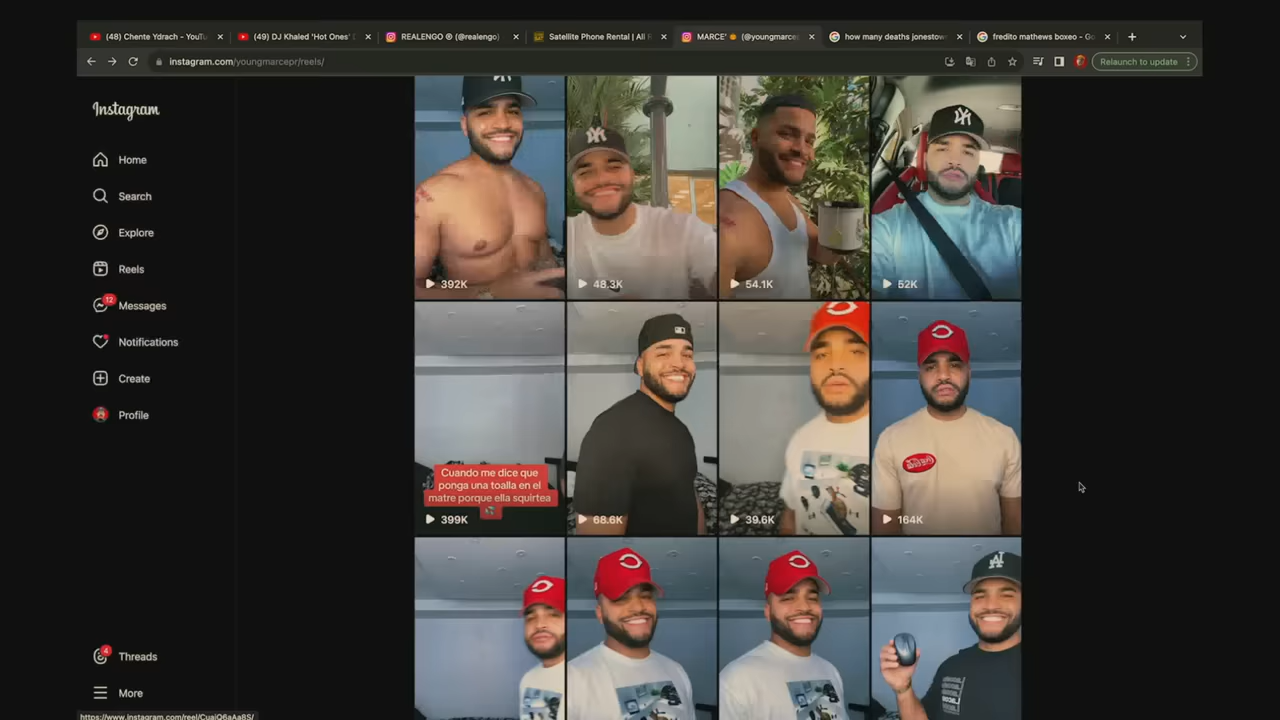 (48) Chente Ydrach - YouTu
(49) DJ Khaled 'Hot Ones'
REALENGO ® (@realengo)
Satellite Phone Rental | All
MARCE' (@youngmarce
how many deaths jonestow
fredito mathews boxeo - Go
instagram.com/youngmarcepr/reels/
Relaunch to update
Instagram
Home
Search
Explore
Reels
12
Messages
Notifications
Create
Profile
4
Threads
More
392K
48.3K
54.1K
52K
Cuando me dice que
ponga una toalla en el
matre porque ella squirtea
399K
68.6K
39.6K
164K
https://www.instagram.com/reel/CuaiQ6aAa8S/